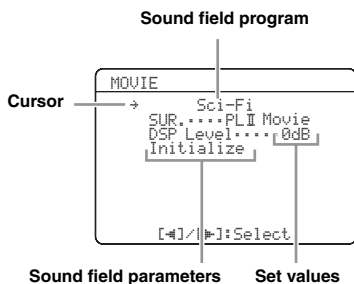 Sound field program
MOVIE
Cursor
→ Sci-Fi
SUR.････PLⅡ Movie
DSP Level････0dB
Initialize
[◄]/[►]:Select
Sound field parameters
Set values